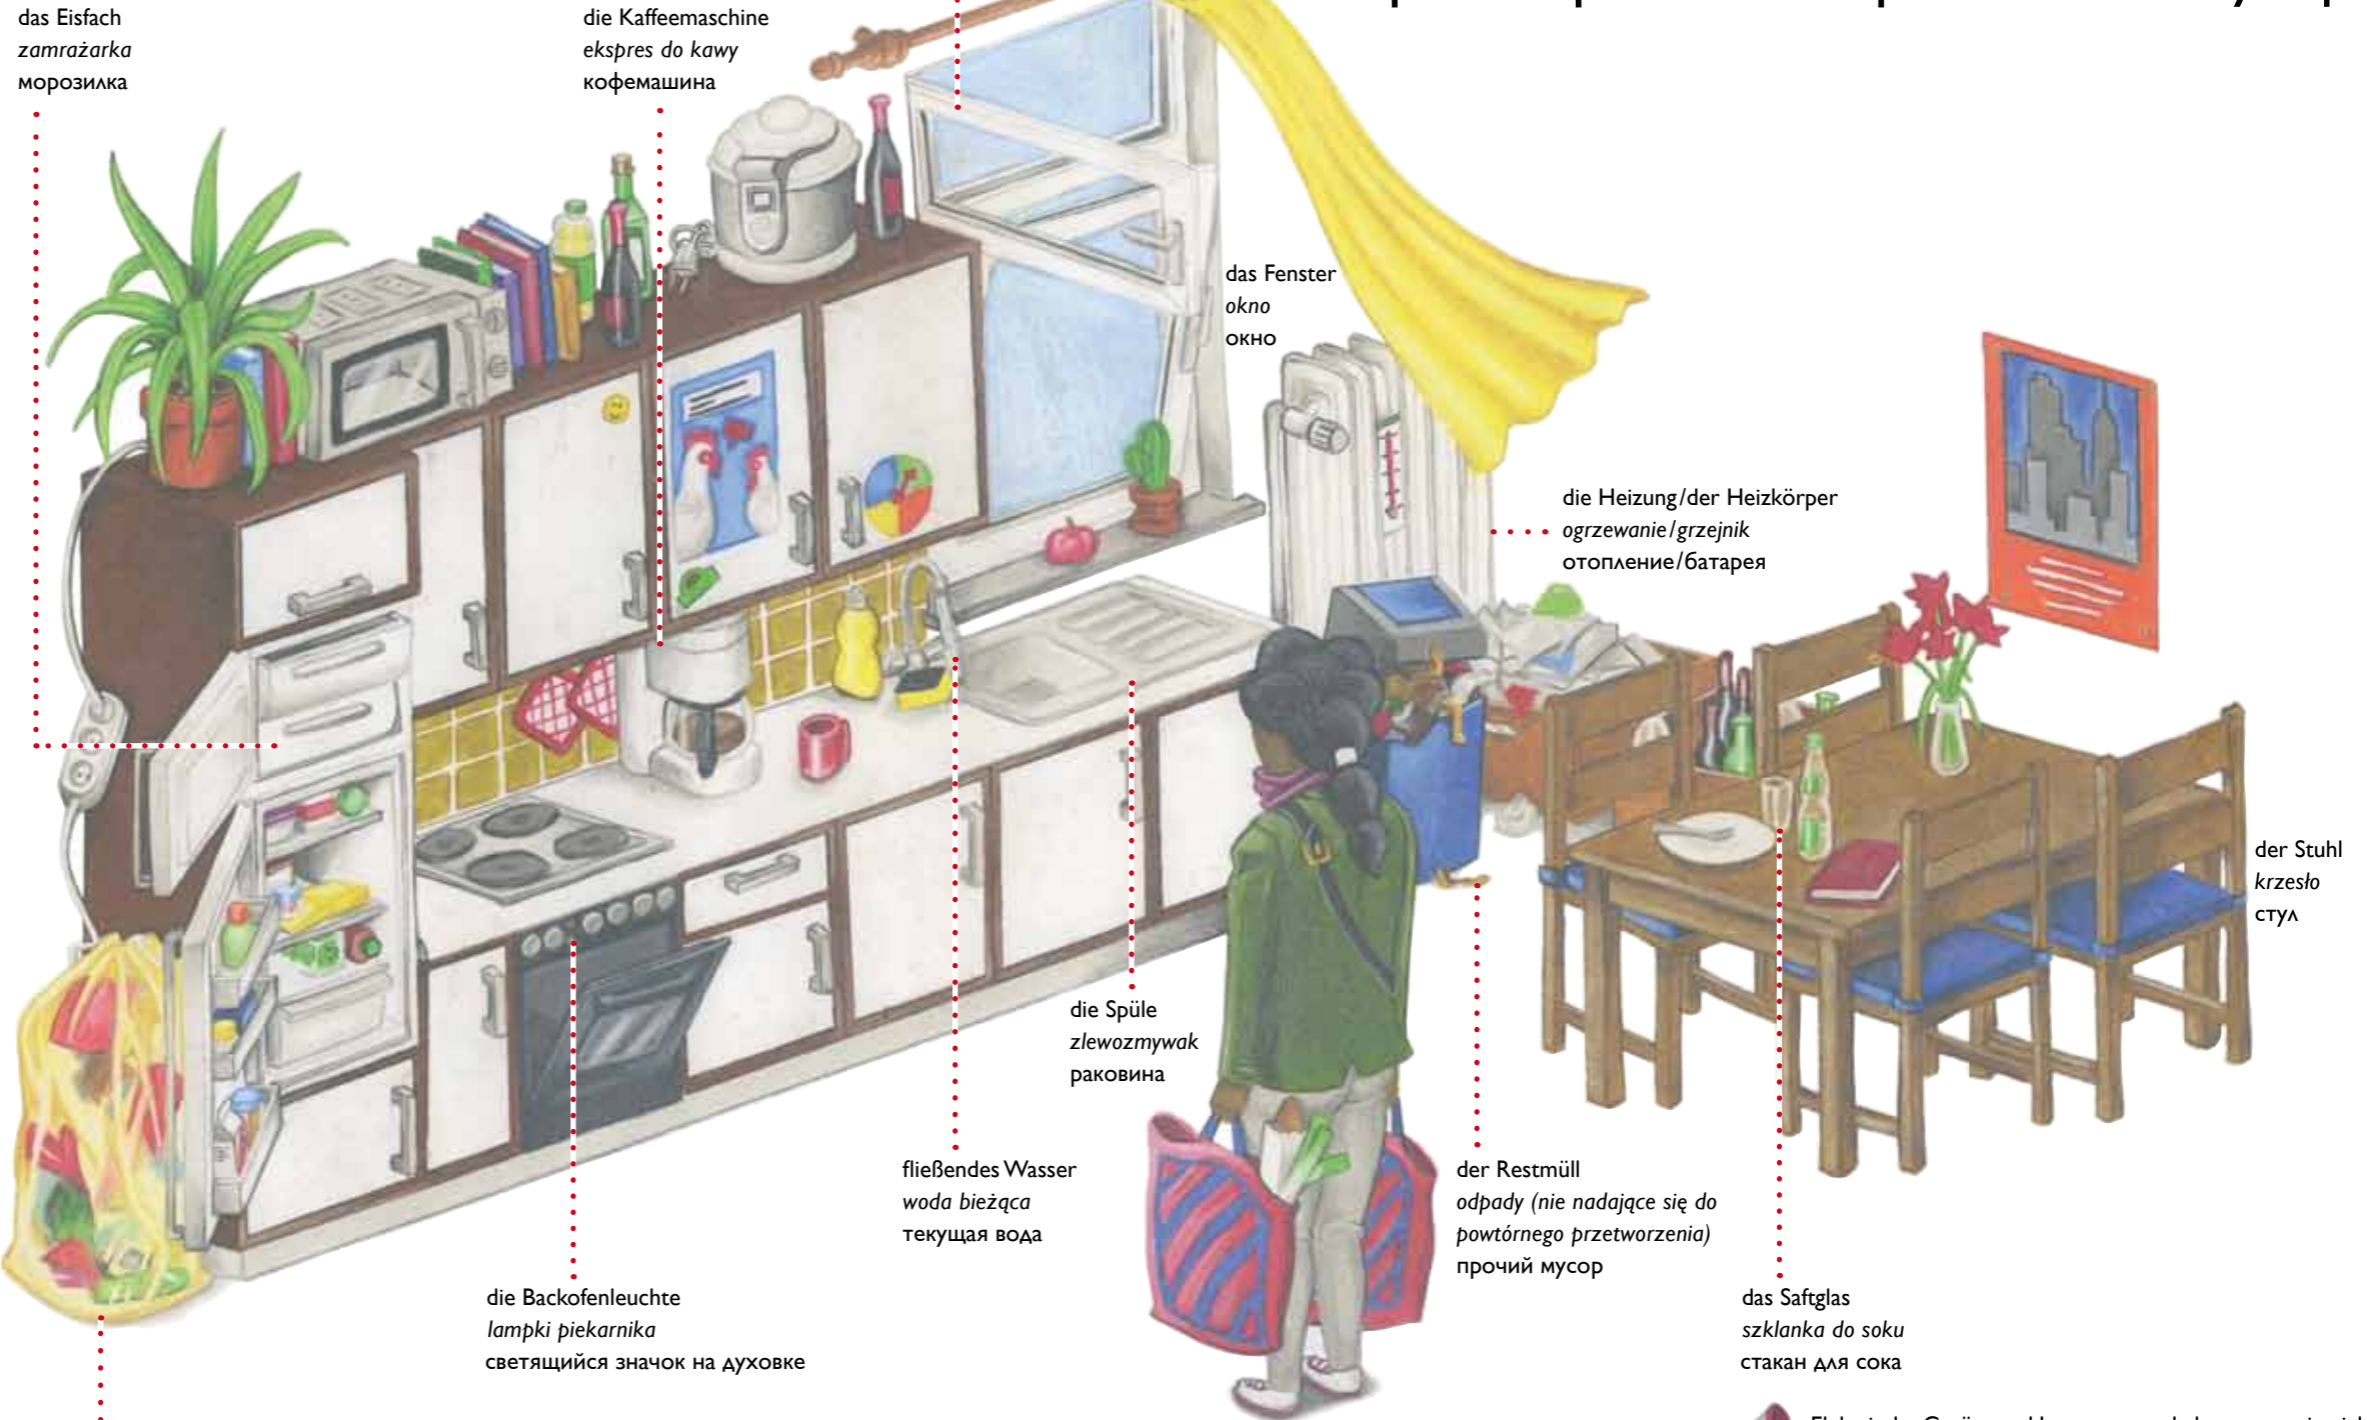 das Eisfach
zamrażarka
морозилка
die Kaffeemaschine
ekspres do kawy
кофемашина
das Fenster
okno
окно
die Heizung/der Heizkörper
ogrzewanie/grzejnik
отопление/батарея
der Stuhl
krzesło
стул
die Spüle
zlewozmywak
раковина
fließendes Wasser
woda bieżąca
текущая вода
der Restmüll
odpady (nie nadające się do
powtórnego przetworzenia)
прочий мусор
die Backofenleuchte
lampki piekarnika
светящийся значок на духовке
das Saftglas
szklanka do soku
стакан для сока